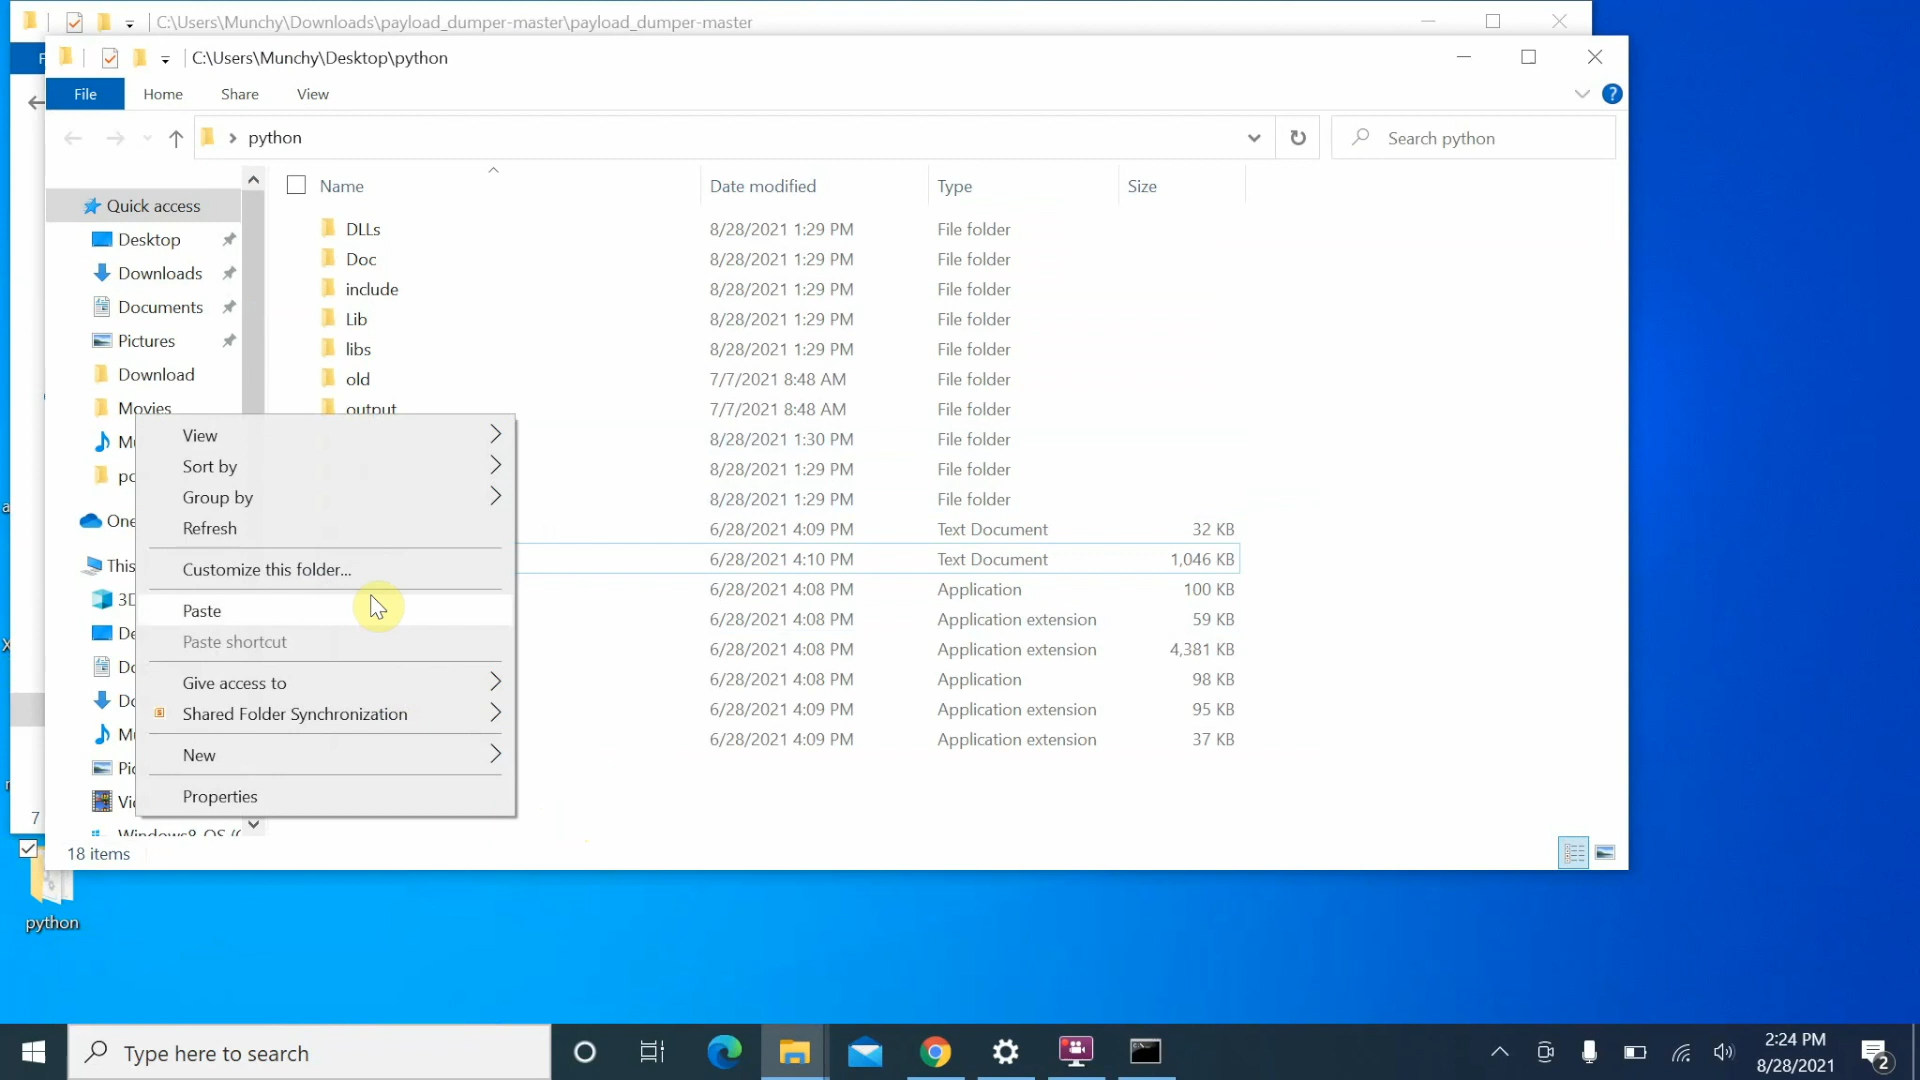 C:\Users\Munchy\Downloads\payload_dumper-master\payload_dumper-master
C:\Users\Munchy\Desktop\python
File Home Share View
python
Search python
Name Date modified Type Size
Quick access
Desktop
Downloads
Documents
Pictures
Download
Movies
One
This
3D
Windows8_OS (
DLLs 8/28/2021 1:29 PM File folder
Doc 8/28/2021 1:29 PM File folder
include 8/28/2021 1:29 PM File folder
Lib 8/28/2021 1:29 PM File folder
libs 8/28/2021 1:29 PM File folder
old 7/7/2021 8:48 AM File folder
output 7/7/2021 8:48 AM File folder
8/28/2021 1:30 PM File folder
8/28/2021 1:29 PM File folder
8/28/2021 1:29 PM File folder
6/28/2021 4:09 PM Text Document 32 KB
6/28/2021 4:10 PM Text Document 1,046 KB
6/28/2021 4:08 PM Application 100 KB
6/28/2021 4:08 PM Application extension 59 KB
6/28/2021 4:08 PM Application extension 4,381 KB
6/28/2021 4:08 PM Application 98 KB
6/28/2021 4:09 PM Application extension 95 KB
6/28/2021 4:09 PM Application extension 37 KB
View
Sort by
Group by
Refresh
Customize this folder...
Paste
Paste shortcut
Give access to
Shared Folder Synchronization
New
Properties
7
18 items
python
Type here to search
2:24 PM
8/28/2021
2